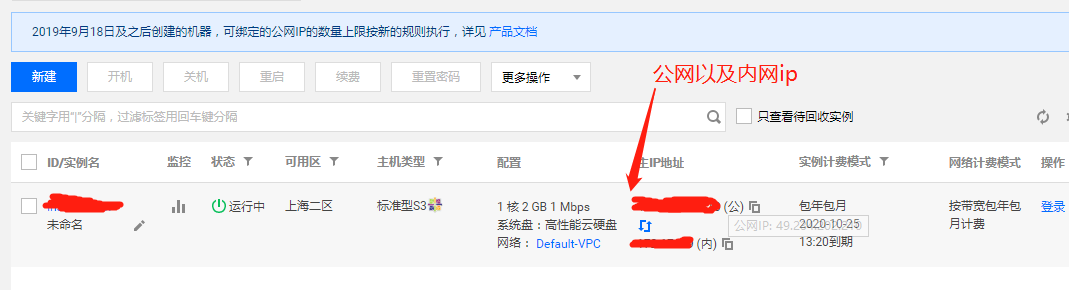 2019年9月18日及之后创建的机器，可绑定的公网IP的数量上限按新的规则执行，详见 产品文档
新建 开机 关机 重启 续费 重置密码 更多操作
公网以及内网ip
关键字用"|"分隔，过滤标签用回车键分隔
只查看待回收实例
ID/实例名 监控 状态 可用区 主机类型 配置 主IP地址 实例计费模式 网络计费模式 操作
未命名
运行中 上海二区 标准型S3
1 核 2 GB 1 Mbps
系统盘：高性能云硬盘
网络： Default-VPC
(公)
公网IP: 49.
(内)
包年包月
2020-10-25
13:20到期
按带宽包年包
月计费
登录